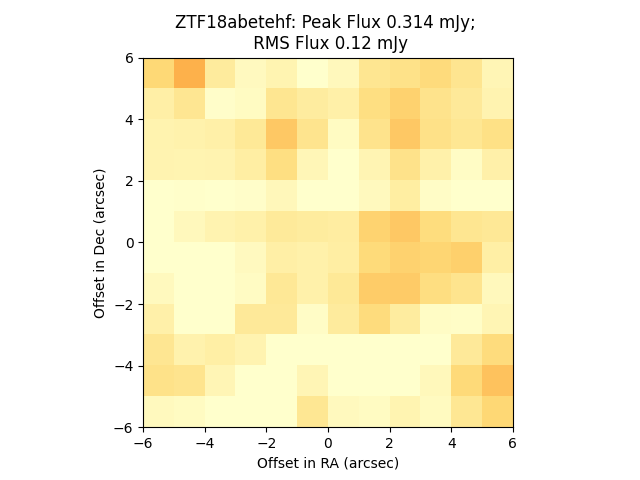 ZTF18abetehf: Peak Flux 0.314 mJy;
RMS Flux 0.12 mJy
6
4
2
0
−2
−4
−6
Offset in Dec (arcsec)
−6 −4 −2 0 2 4 6
Offset in RA (arcsec)